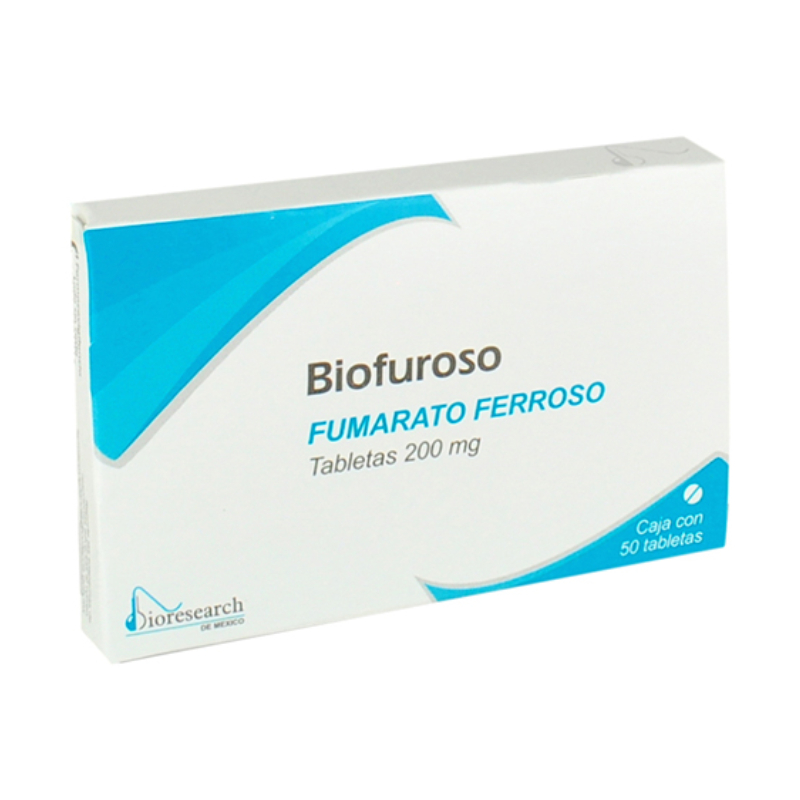 Biofuroso
FUMARATO FERROSO
Tabletas 200 mg
Caja con
50 tabletas
Bioresearch
DE MEXICO